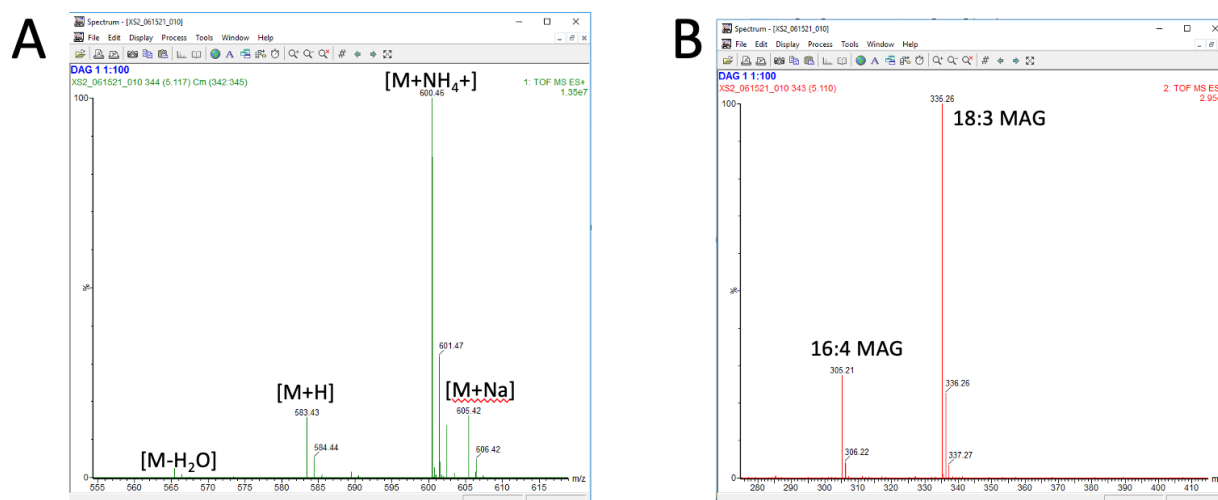 A
Spectrum - [XS2_061521_010]
File Edit Display Process Tools Window Help
DAG 1 1:100
XS2_061521_010 344 (5.117) Cm (342:345)
1: TOF MS ES+
1.35e7
[M+NH4+]
600.46
100
601.47
[M+H]
583.43
584.44
[M+Na]
605.42
606.42
[M-H2O]
%
0
555 560 565 570 575 580 585 590 595 600 605 610 615
m/z
B
Spectrum - [XS2_061521_010]
File Edit Display Process Tools Window Help
DAG 1 1:100
XS2_061521_010 343 (5.110)
2: TOF MS ES
2.95
335.26
100
18:3 MAG
16:4 MAG
305.21
336.26
306.22
337.27
%
0
280 290 300 310 320 330 340 350 360 370 380 390 400 410
m